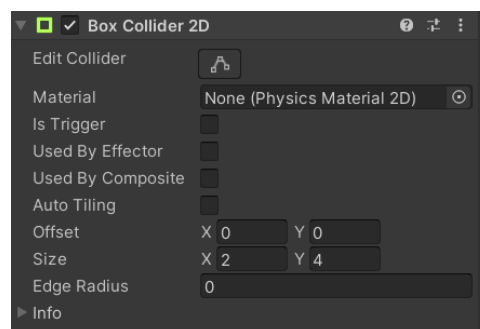 Box Collider 2D
Edit Collider
Material None (Physics Material 2D)
Is Trigger
Used By Effector
Used By Composite
Auto Tiling
Offset X 0 Y 0
Size X 2 Y 4
Edge Radius 0
Info